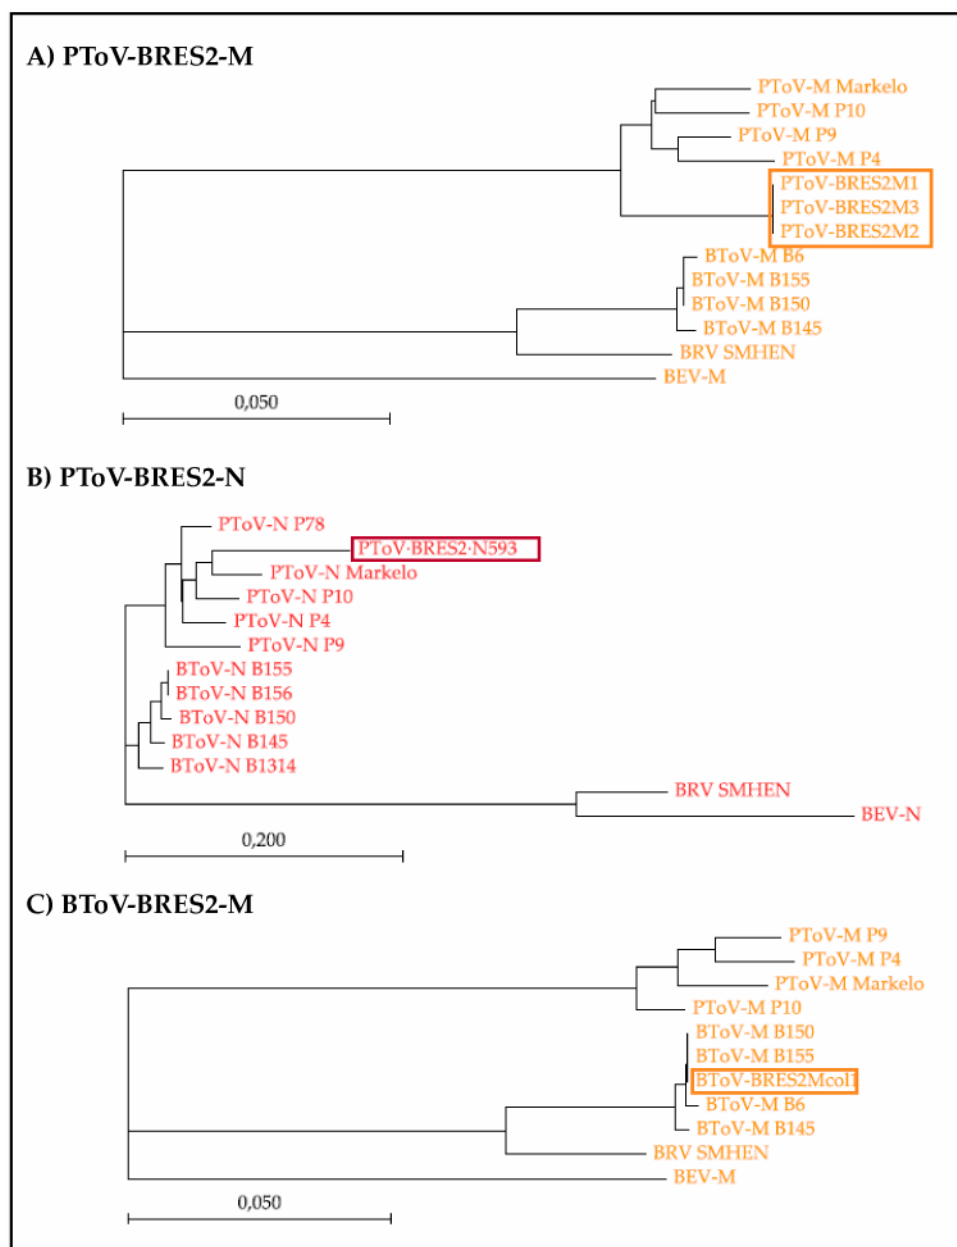 A) PToV-BRES2-M
PToV-M Markelo
PToV-M P10
PToV-M P9
PToV-M P4
PToV-BRES2M1
PToV-BRES2M3
PToV-BRES2M2
BToV-M B6
BToV-M B155
BToV-M B150
BToV-M B145
BRV SMHEN
BEV-M
0,050
B) PToV-BRES2-N
PToV-N P78
PToV·BRES2·N593
PToV-N Markelo
PToV-N P10
PToV-N P4
PToV-N P9
BToV-N B155
BToV-N B156
BToV-N B150
BToV-N B145
BToV-N B1314
BRV SMHEN
BEV-N
0,200
C) BToV-BRES2-M
PToV-M P9
PToV-M P4
PToV-M Markelo
PToV-M P10
BToV-M B150
BToV-M B155
BToV-BRES2Mcol1
BToV-M B6
BToV-M B145
BRV SMHEN
BEV-M
0,050